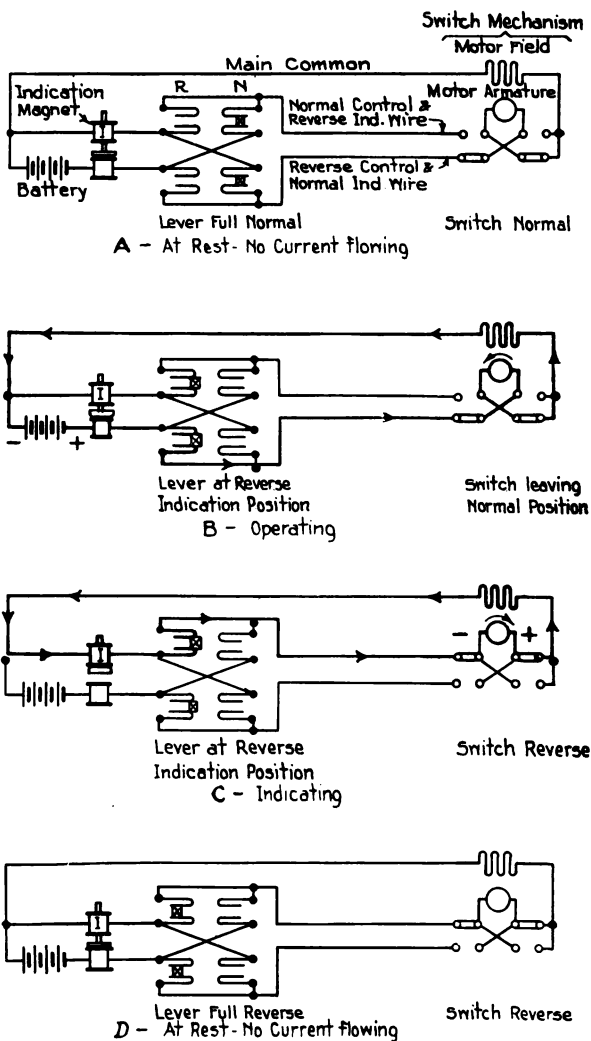 Switch Mechanism
Motor Field
Main Common
R N
Indication
Magnet
I
Motor Armature
Normal Control &
Reverse Ind. Wire
Reverse Control &
Normal Ind Wire
Battery
Lever Full Normal
Switch Normal
A - At Rest - No Current flowing
I
- +
Lever at Reverse
Indication Position
Switch leaving
Normal Position
B - Operating
I
- +
Lever at Reverse
Indication Position
Switch Reverse
C - Indicating
I
Lever Full Reverse
Switch Reverse
D - At Rest - No Current flowing